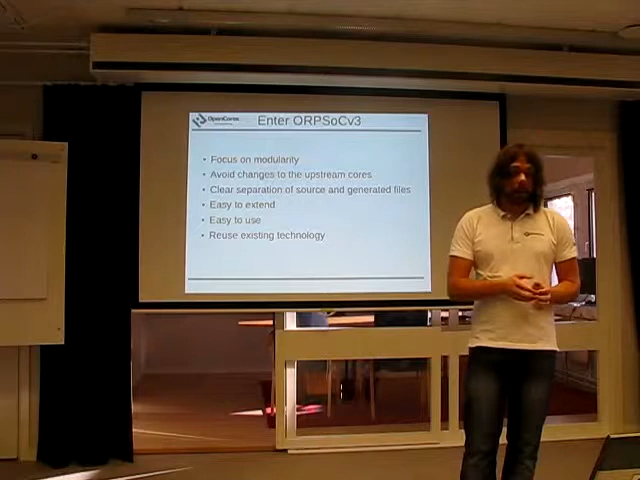 OpenCores
Enter ORPSoCv3
• Focus on modularity
• Avoid changes to the upstream cores
• Clear separation of source and generated files
• Easy to extend
• Easy to use
• Reuse existing technology